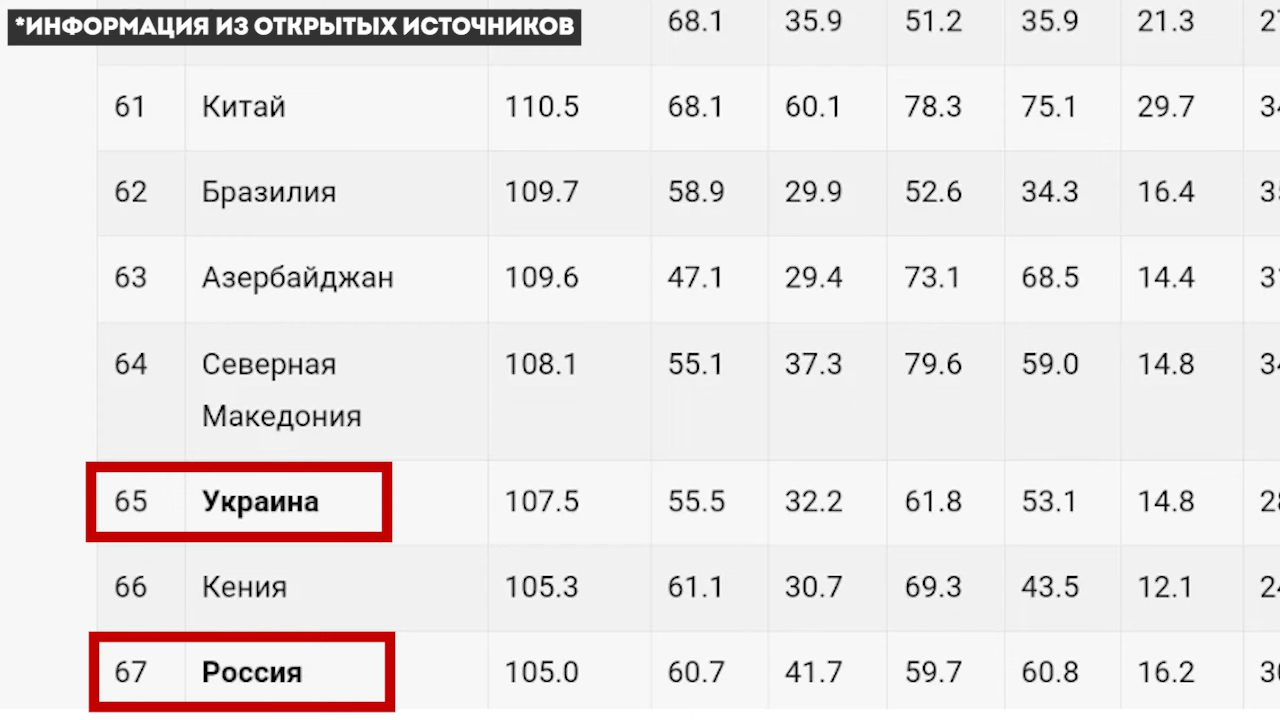 *ИНФОРМАЦИЯ ИЗ ОТКРЫТЫХ ИСТОЧНИКОВ
68.1 35.9 51.2 35.9 21.3
61 Китай 110.5 68.1 60.1 78.3 75.1 29.7
62 Бразилия 109.7 58.9 29.9 52.6 34.3 16.4
63 Азербайджан 109.6 47.1 29.4 73.1 68.5 14.4
64 Северная 108.1 55.1 37.3 79.6 59.0 14.8
Македония
65 Украина 107.5 55.5 32.2 61.8 53.1 14.8
66 Кения 105.3 61.1 30.7 69.3 43.5 12.1
67 Россия 105.0 60.7 41.7 59.7 60.8 16.2